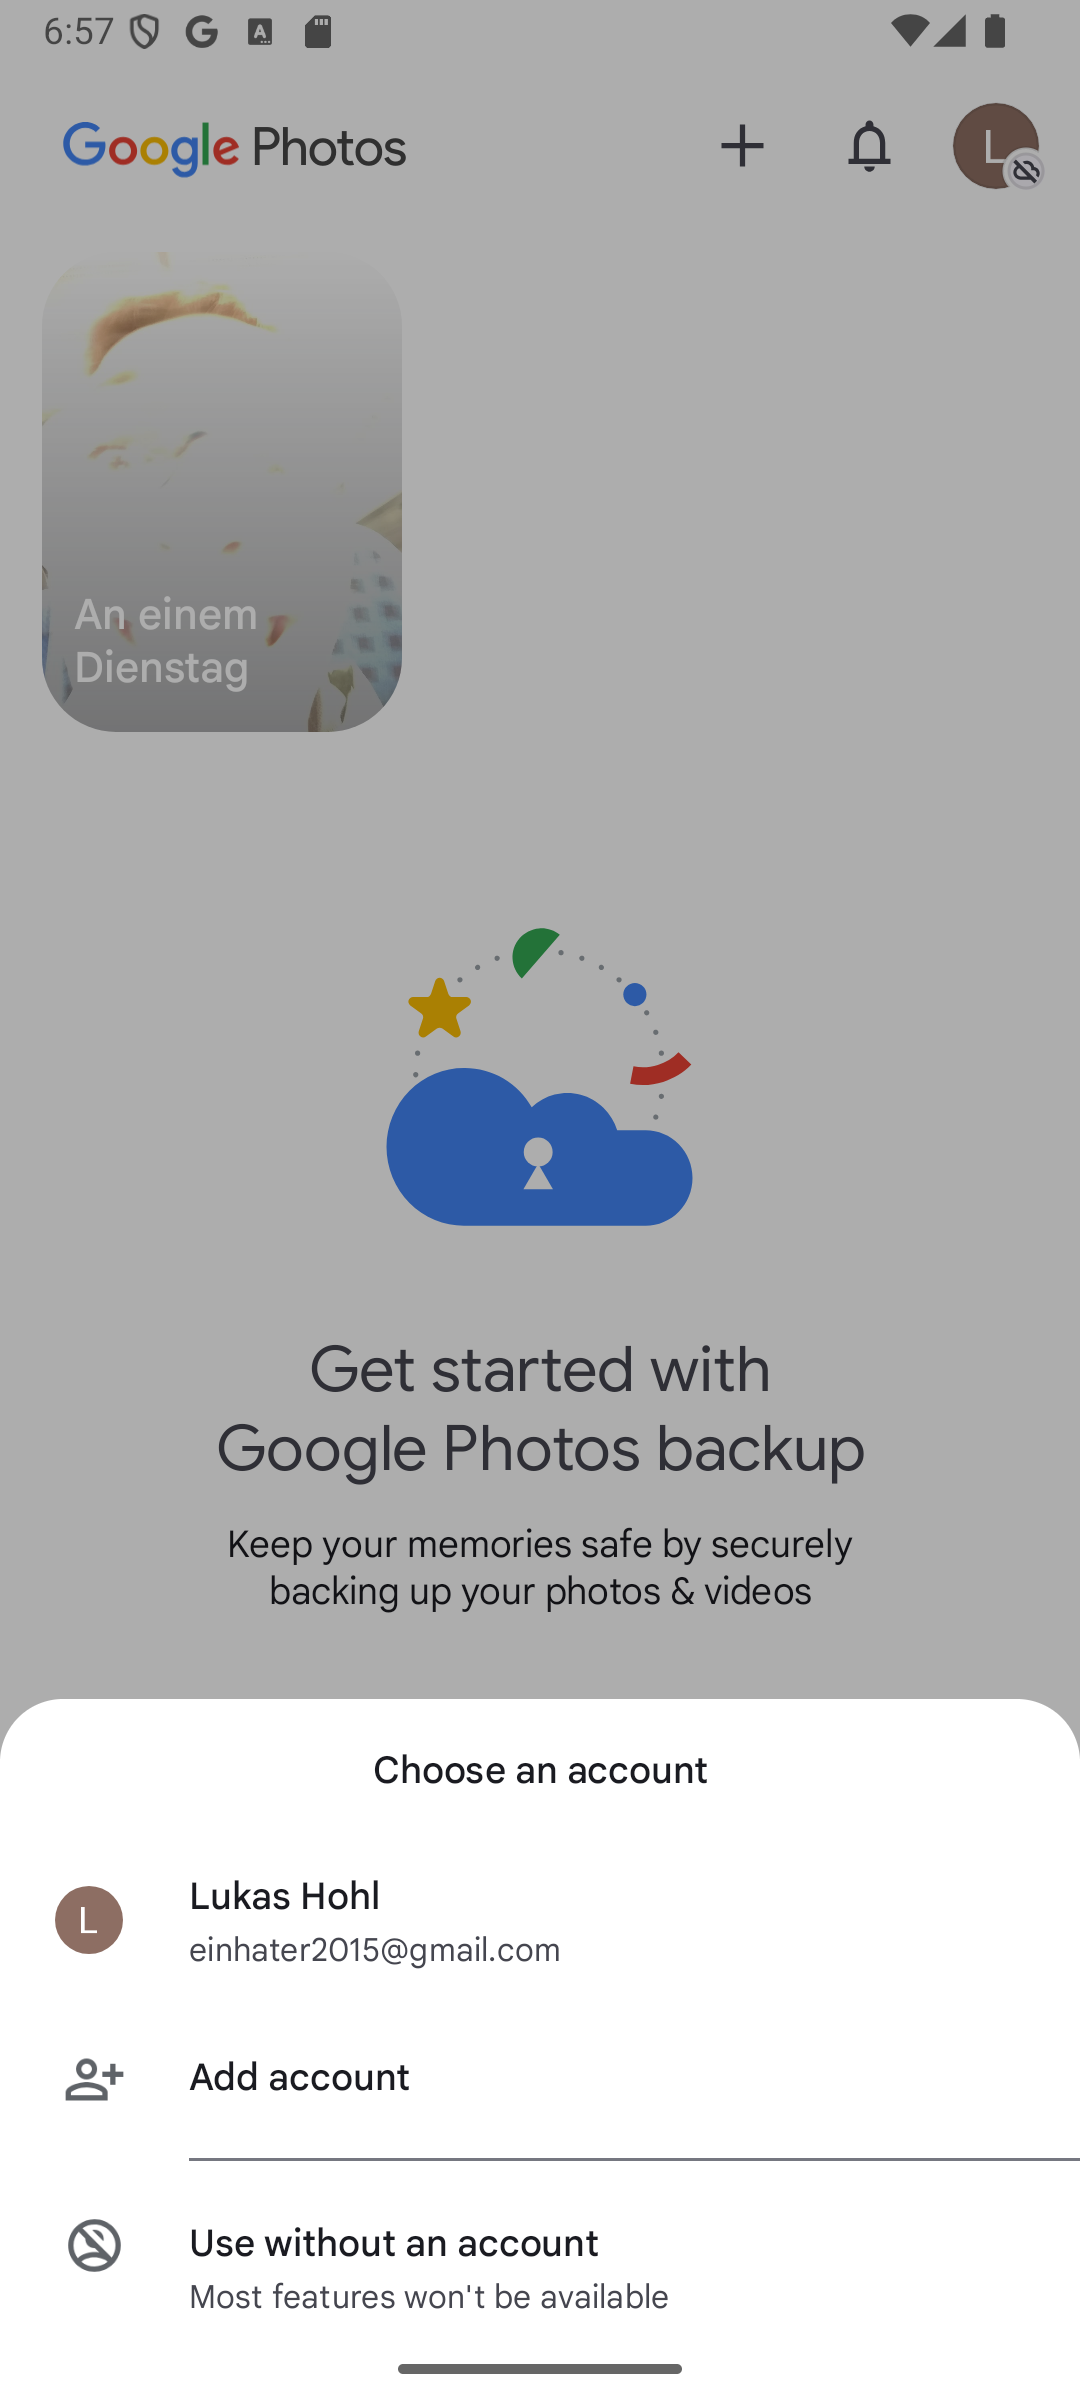 6:57
Google Photos
L
An einem
Dienstag
Get started with
Google Photos backup
Keep your memories safe by securely
backing up your photos & videos
Choose an account
L
Lukas Hohl
einhater2015@gmail.com
Add account
Use without an account
Most features won't be available